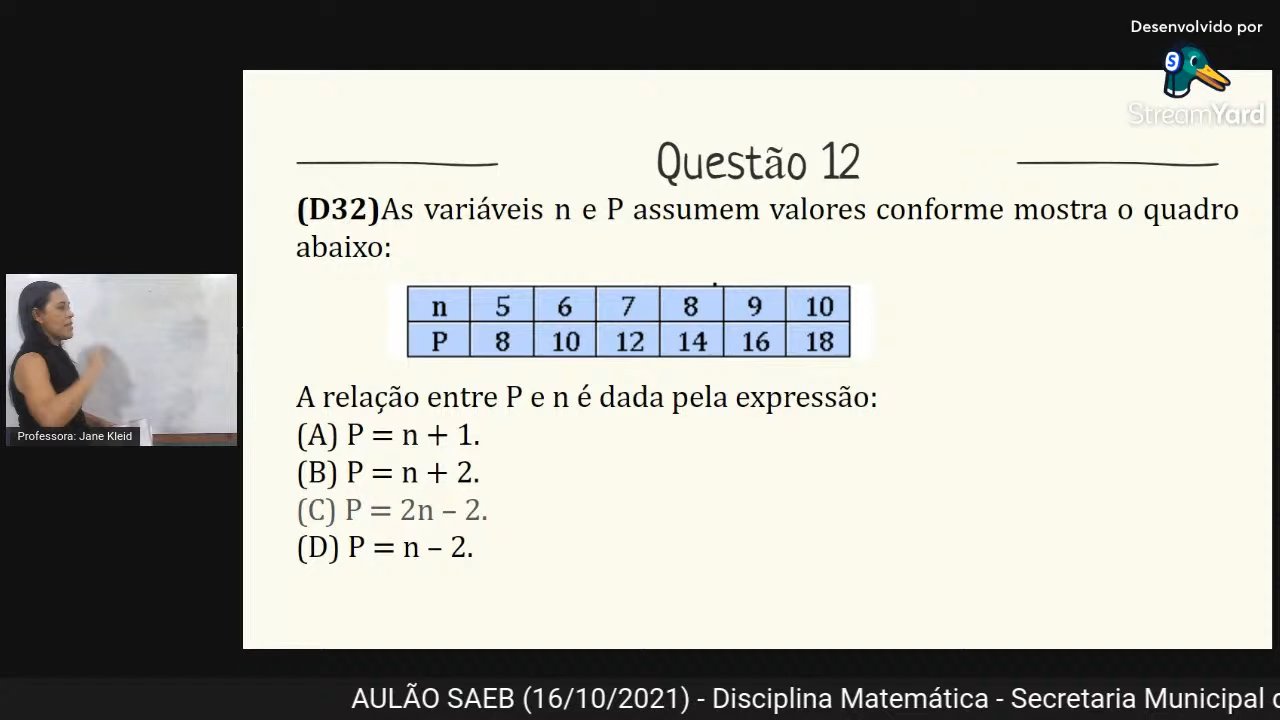 Desenvolvido por
S
StreamYard
Questão 12
(D32)As variáveis n e P assumem valores conforme mostra o quadro
abaixo:
n 5 6 7 8 9 10
P 8 10 12 14 16 18
A relação entre P e n é dada pela expressão:
(A) P = n + 1.
(B) P = n + 2.
(C) P = 2n – 2.
(D) P = n – 2.
Professora: Jane Kleid
AULÃO SAEB (16/10/2021) - Disciplina Matemática - Secretaria Municipal